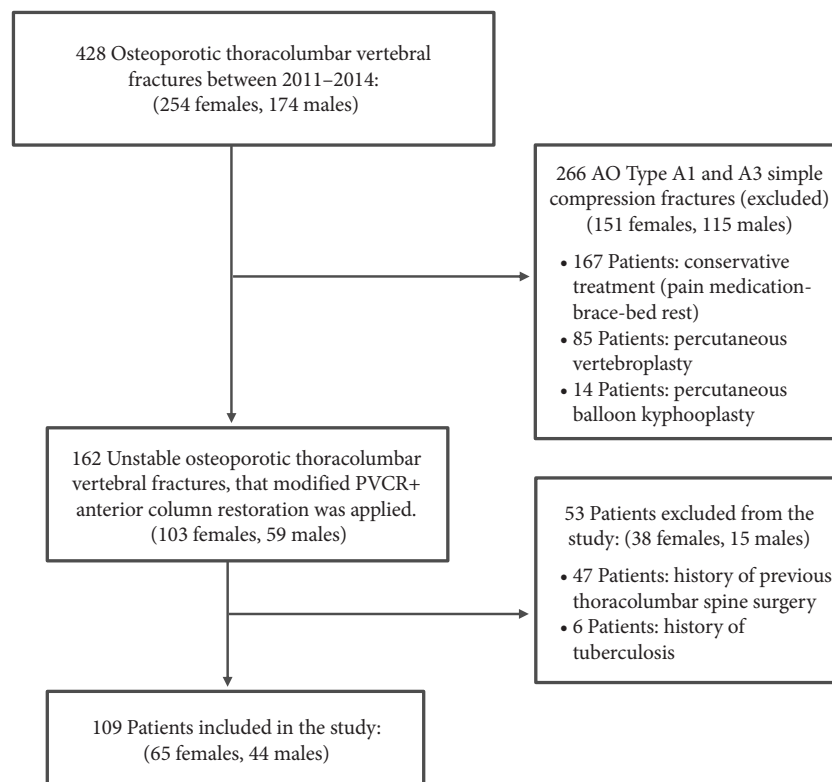 428 Osteoporotic thoracolumbar vertebral
fractures between 2011–2014:
(254 females, 174 males)
266 AO Type A1 and A3 simple
compression fractures (excluded)
(151 females, 115 males)
• 167 Patients: conservative
treatment (pain medication-
brace-bed rest)
• 85 Patients: percutaneous
vertebroplasty
• 14 Patients: percutaneous
balloon kyphooplasty
162 Unstable osteoporotic thoracolumbar
vertebral fractures, that modified PVCR+
anterior column restoration was applied.
(103 females, 59 males)
53 Patients excluded from the
study: (38 females, 15 males)
• 47 Patients: history of previous
thoracolumbar spine surgery
• 6 Patients: history of
tuberculosis
109 Patients included in the study:
(65 females, 44 males)